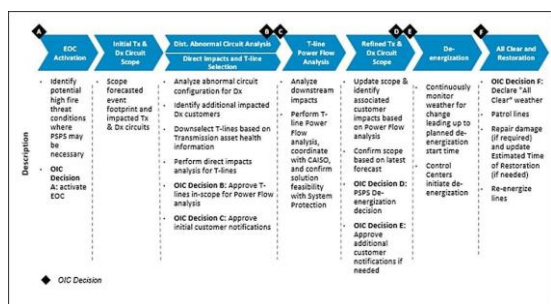 A
B
C
D
E
F
EOC
Activation
Initial Tx &
Dx Circuit
Scope
Dist. Abnormal Circuit Analysis
Direct Impacts and T-line
Selection
T-line
Power Flow
Analysis
Refined Tx &
Dx Circuit
Scope
De-
energization
All Clear and
Restoration
Description
• Identify
potential high
fire threat
conditions
where
PSPS may
be necessary
• OIC
Decision
A: activate
EOC
• Scope
forecasted event
footprint and
impacted Tx
& Dx circuits
• Analyze abnormal circuit
configuration for Dx
• Identify additional impacted
Dx customers
• Downselect T-lines based on
Transmission asset health
information
• Perform direct impacts
analysis for T-lines
• OIC Decision B: Approve T-
lines in-scope for Power Flow
analysis
• OIC Decision C: Approve
initial customer notifications
• Analyze
downstream
impacts
• Perform T-line
Power Flow
analysis,
coordinate with
CAISO, and
confirm solution
feasibility
with System
Protection
• Update scope &
identify
associated
customer
impacts based on
Power Flow analysis
• Confirm scope
based on latest
forecast
• OIC Decision D:
PSPS De-
energization
decision
• OIC Decision E:
Approve
additional
customer
notifications if
needed
• Continuously
monitor
weather for
change
leading up to
planned de-
energization
start time
• Control
Centers
initiate de-
energization
• OIC Decision F:
Declare "All
Clear" weather
• Patrol lines
• Repair damage
(if required) and
update
Estimated Time
of Restoration
(if needed)
• Re-energize
lines
OIC Decision